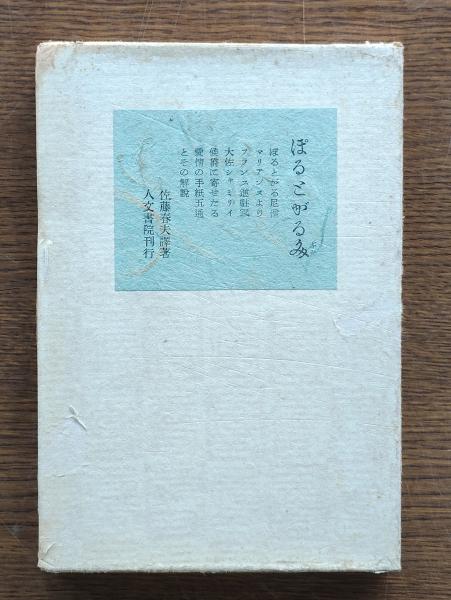 ぽるとがる文
ぽるとがる尼僧
マリアンヌより
フランス進駐軍
大佐シャミリイ
侯爵に寄せたる
愛情の手紙五通
とその解説
佐藤春夫譯著
人文書院刊行